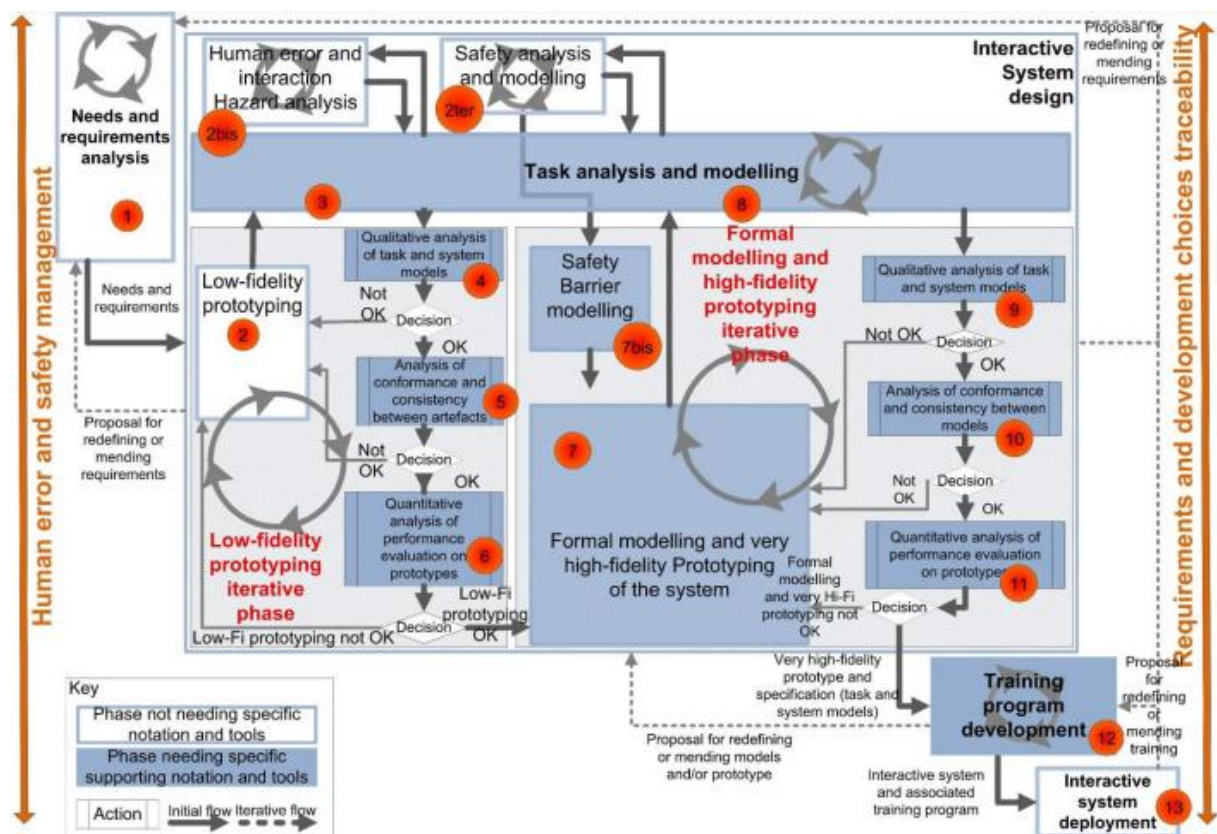 Human error and safety management
Requirements and development choices traceability
1
Needs and
requirements
analysis
Needs and
requirements
Proposal for
redefining or
mending
requirements
Proposal for
redefining or
mending
requirements
Interactive
System
design
Human error and
interaction
Hazard analysis
2bis
Safety analysis
and modelling
2ter
Task analysis and modelling
3
8
Low-fidelity
prototyping
2
Qualitative analysis
of task and system
models
4
Not
OK
Decision
OK
Analysis of
conformance and
consistency
between artefacts
5
Not
OK
Decision
OK
Quantitative
analysis of
performance
evaluation on
prototypes
6
Low-fidelity
prototyping
iterative
phase
Low-Fi prototyping not OK
Decision
Low-Fi
prototyping
OK
Safety
Barrier
modelling
7bis
Formal
modelling and
high-fidelity
prototyping
iterative
phase
7
Formal modelling and very
high-fidelity Prototyping
of the system
Qualitative analysis of task
and system models
9
Not OK
Decision
OK
Analysis of conformance
and consistency between
models
10
Not
OK
Decision
OK
Quantitative analysis of
performance evaluation
on prototypes
11
Formal
modelling
and very Hi-Fi
prototyping not
OK
Decision
Very high-fidelity
prototype and
specification (task and
system models)
Training
program
development
12
Proposal
for
redefining
or
mending
training
Proposal for redefining
or mending models
and/or prototype
Interactive system and
associated
training program
Interactive
system
deployment
13
Key
Phase not needing specific
notation and tools
Phase needing specific
supporting notation and tools
Action
Initial flow
Iterative flow